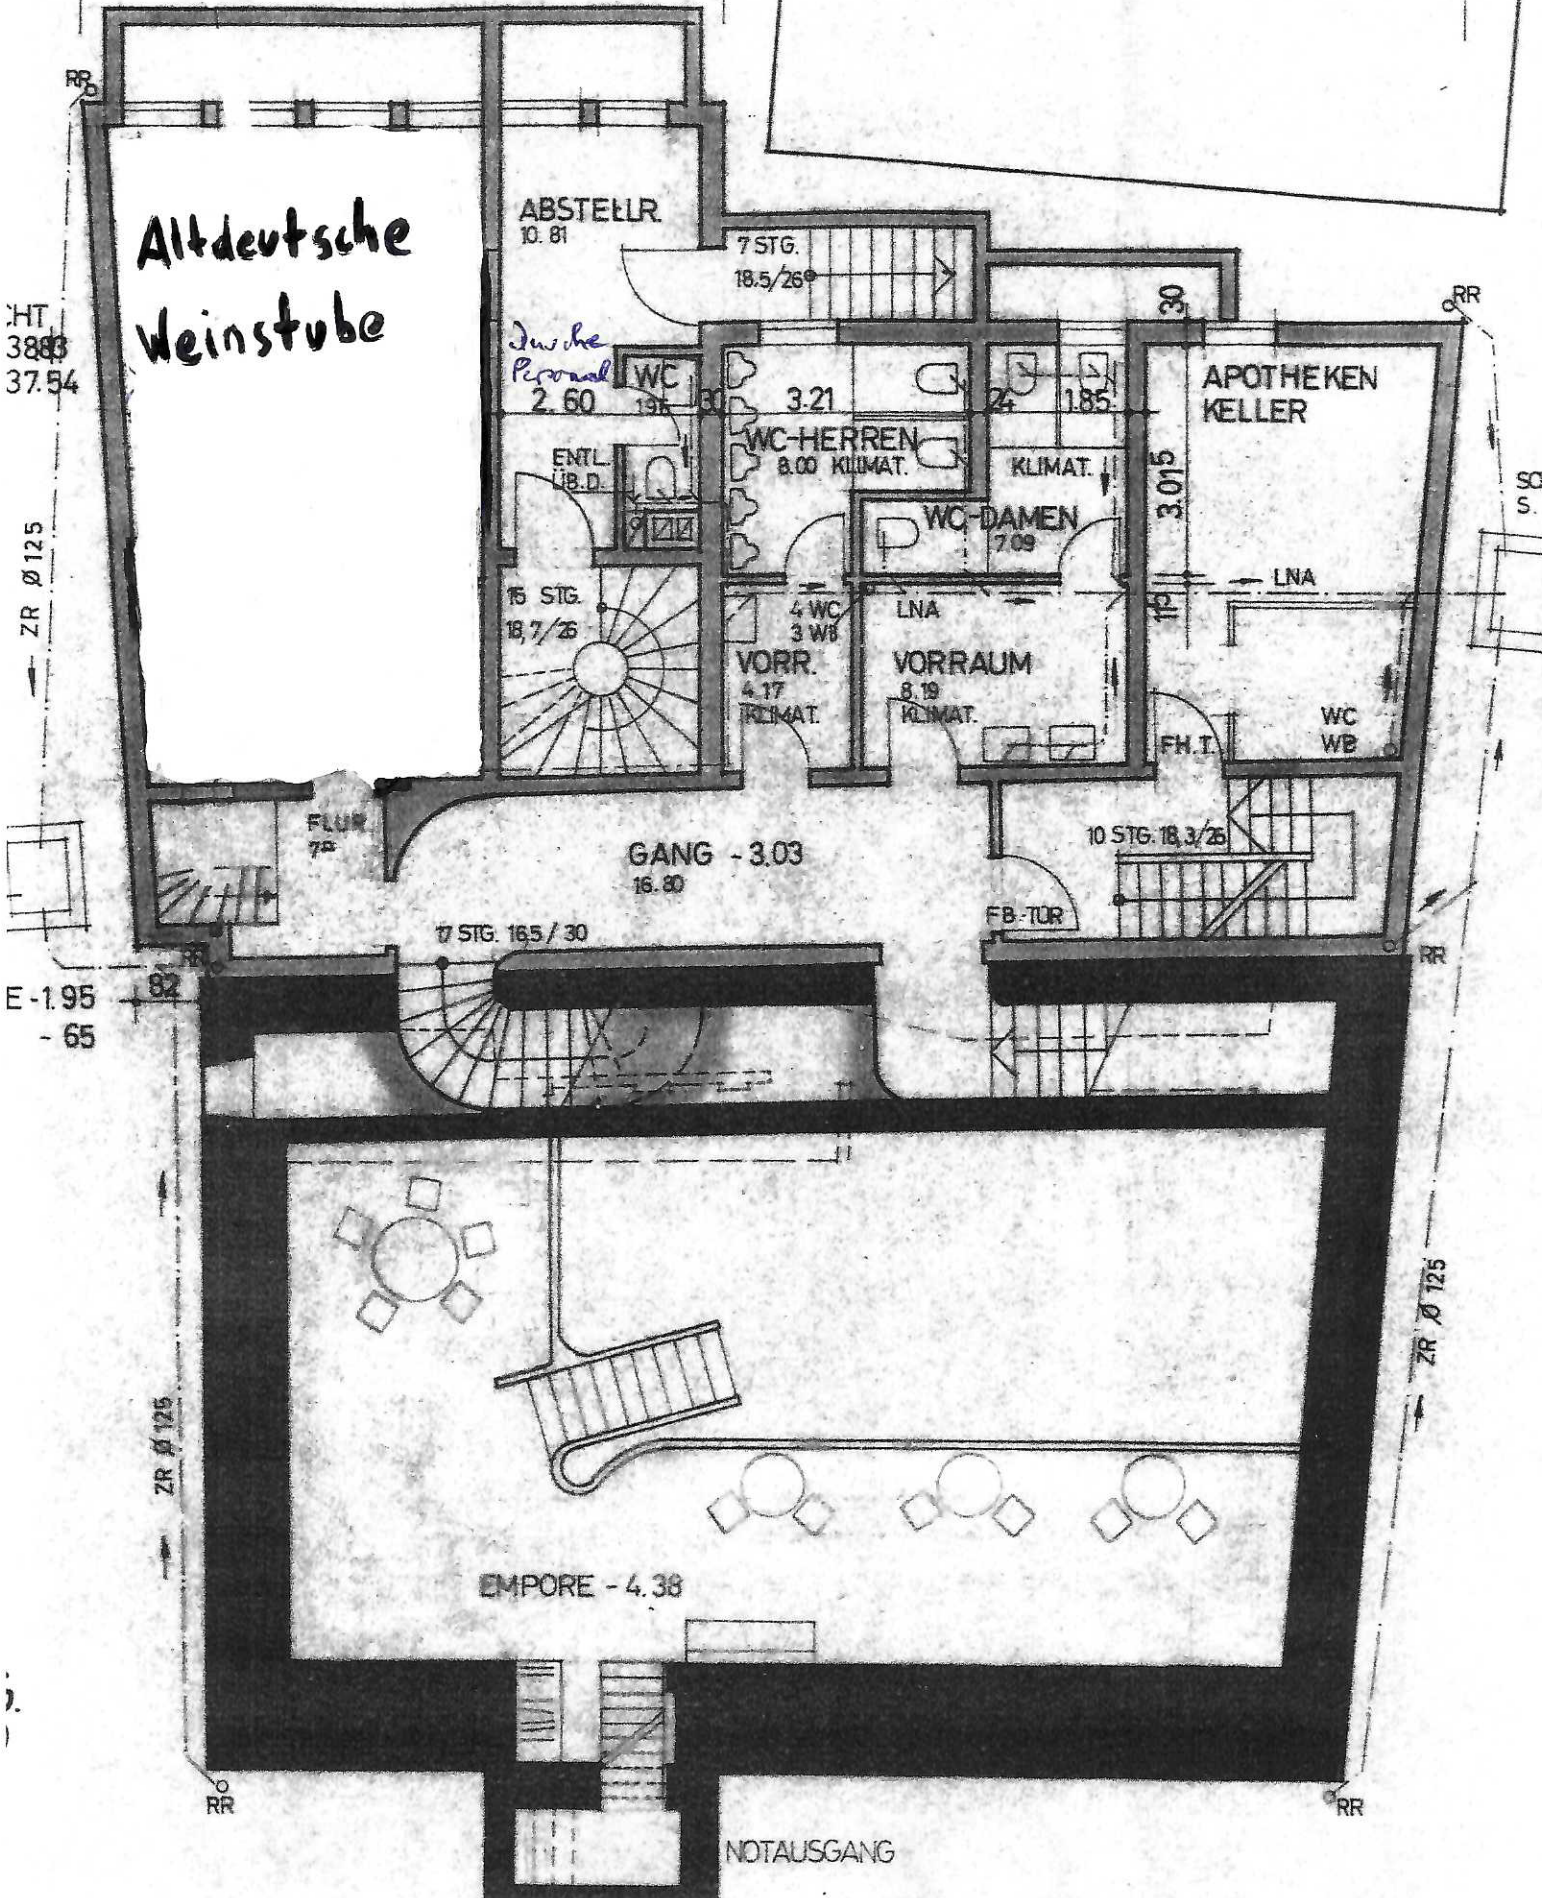 RR
Altdeutsche
Weinstube
ABSTELLR.
10.81
7 STG.
18.5/26
30
RR
37.54
Dusche
Personal
WC
2.60
30
3.21
24
1.85
APOTHEKEN
KELLER
WC-HERREN
8.00 KLIMAT.
KLIMAT.
ENTL.
ÜB.D.
3.015
WC-DAMEN
7.09
S.
ZR Ø 125
LNA
15 STG.
18,7/26
4 WC
3 WB
LNA
VORR.
4.17
KLIMAT.
VORRAUM
8.19
KLIMAT.
WC
WB
FH.T.
FLUR
GANG - 3.03
16.80
10 STG. 18,3/26
FB-TÜR
17 STG. 16.5 / 30
RR
RR
82
E -1.95
- 65
ZR Ø 125
ZR Ø 125
EMPORE - 4.38
RR
RR
NOTAUSGANG